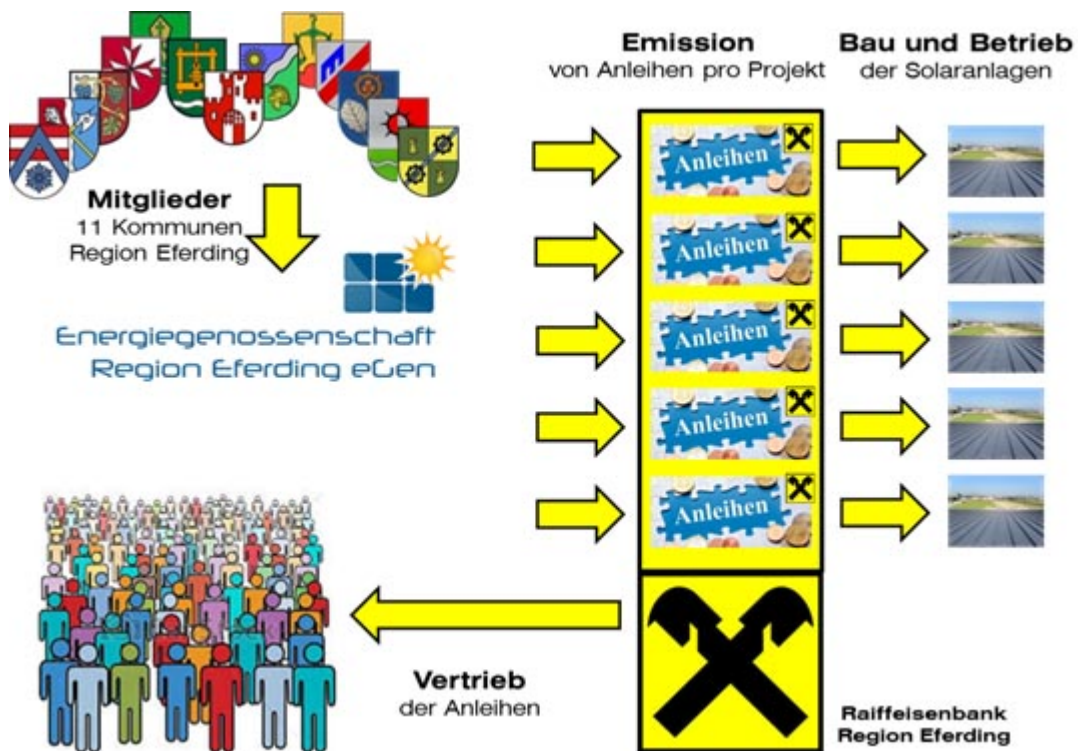 Mitglieder
11 Kommunen
Region Eferding
Energiegenossenschaft
Region Eferding eGen
Emission
von Anleihen pro Projekt
Anleihen
Anleihen
Anleihen
Anleihen
Anleihen
Bau und Betrieb
der Solaranlagen
Vertrieb
der Anleihen
Raiffeisenbank
Region Eferding